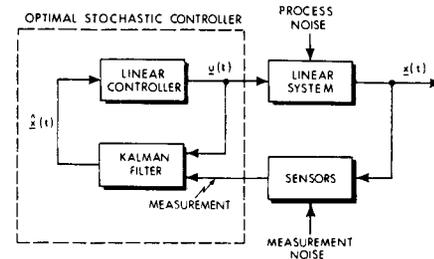 OPTIMAL STOCHASTIC CONTROLLER
PROCESS
NOISE
LINEAR
CONTROLLER
u(t)
LINEAR
SYSTEM
x(t)
x̂(t)
KALMAN
FILTER
SENSORS
MEASUREMENT
MEASUREMENT
NOISE